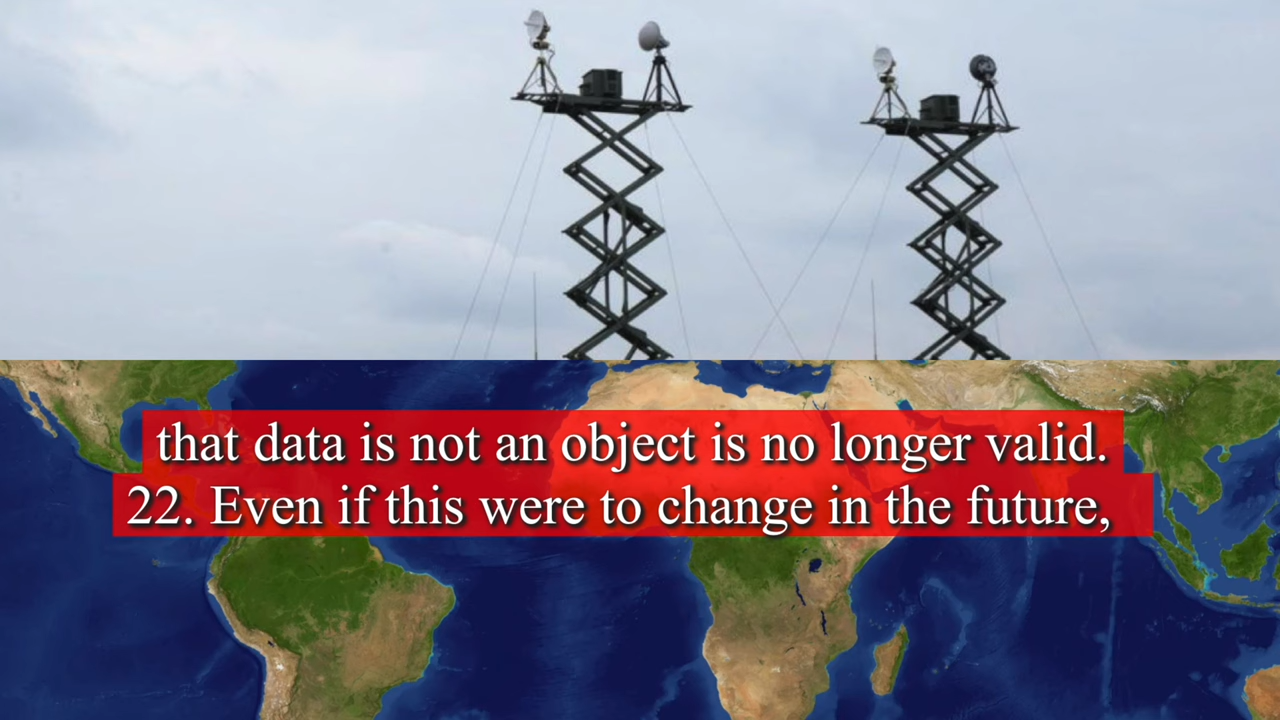 that data is not an object is no longer valid.
22. Even if this were to change in the future,